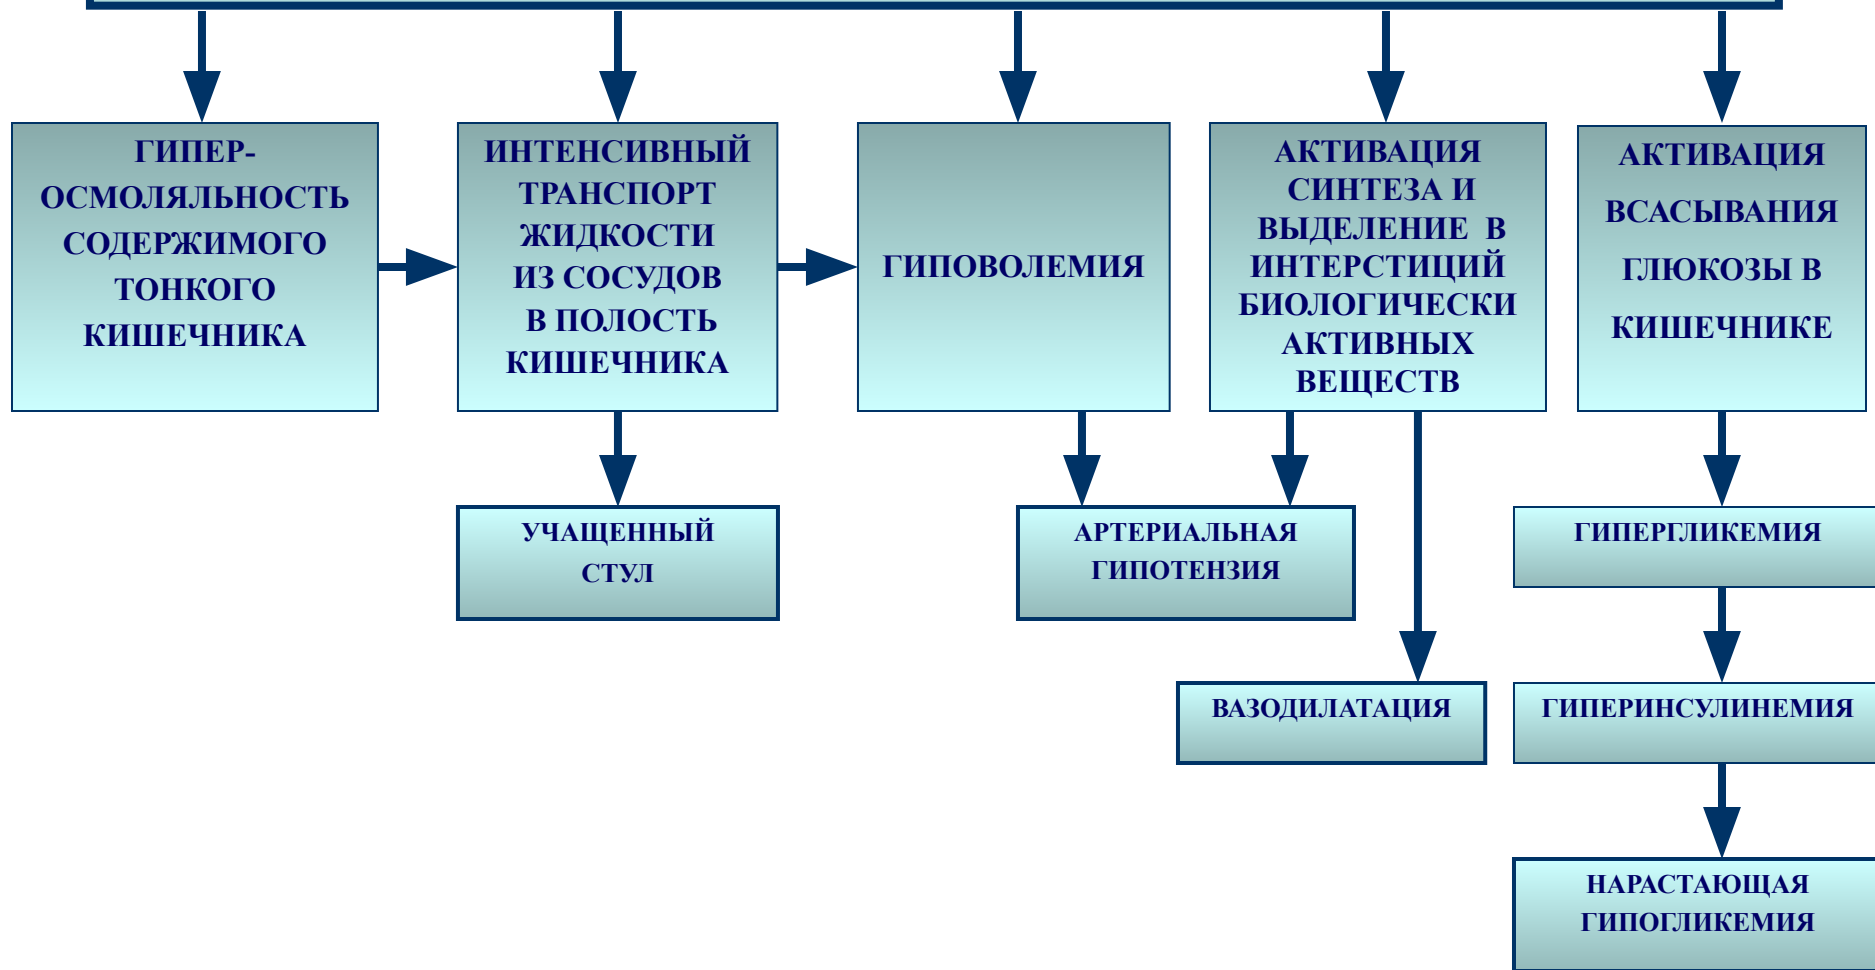 ГИПЕР-
ОСМОЛЯЛЬНОСТЬ
СОДЕРЖИМОГО
ТОНКОГО
КИШЕЧНИКА
ИНТЕНСИВНЫЙ
ТРАНСПОРТ
ЖИДКОСТИ
ИЗ СОСУДОВ
В ПОЛОСТЬ
КИШЕЧНИКА
ГИПОВОЛЕМИЯ
АКТИВАЦИЯ
СИНТЕЗА И
ВЫДЕЛЕНИЕ В
ИНТЕРСТИЦИЙ
БИОЛОГИЧЕСКИ
АКТИВНЫХ
ВЕЩЕСТВ
АКТИВАЦИЯ
ВСАСЫВАНИЯ
ГЛЮКОЗЫ В
КИШЕЧНИКЕ
УЧАЩЕННЫЙ
СТУЛ
АРТЕРИАЛЬНАЯ
ГИПОТЕНЗИЯ
ГИПЕРГЛИКЕМИЯ
ВАЗОДИЛАТАЦИЯ
ГИПЕРИНСУЛИНЕМИЯ
НАРАСТАЮЩАЯ
ГИПОГЛИКЕМИЯ